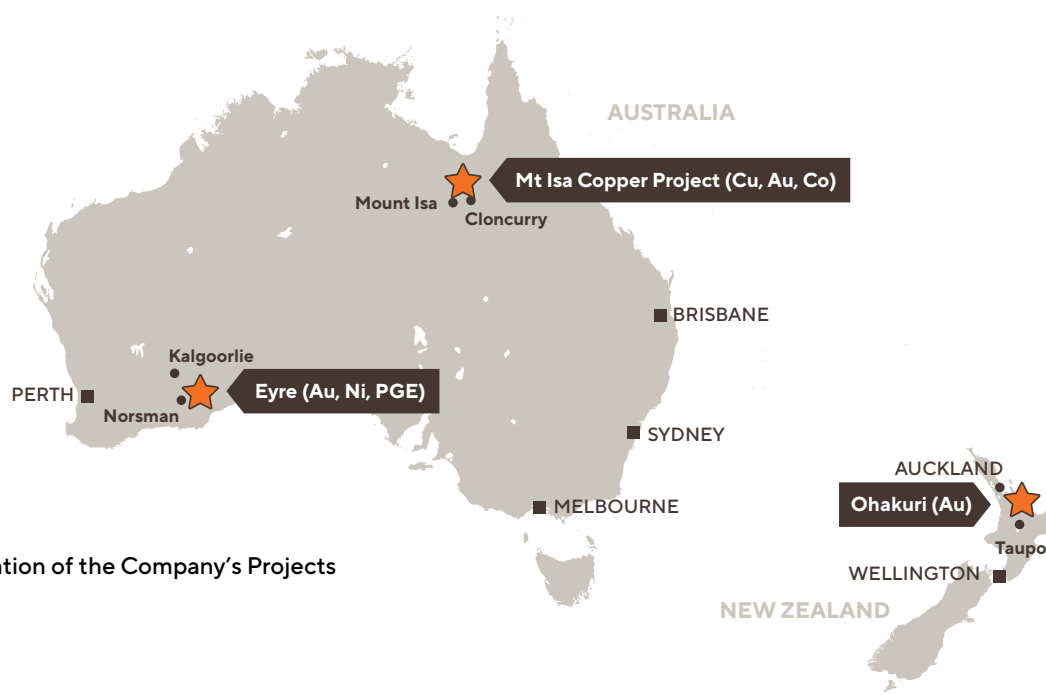 AUSTRALIA
Mt Isa Copper Project (Cu, Au, Co)
Mount Isa
Cloncurry
BRISBANE
Kalgoorlie
PERTH
Eyre (Au, Ni, PGE)
Norsman
SYDNEY
AUCKLAND
MELBOURNE
Ohakuri (Au)
Taupo
of the Company’s Projects
WELLINGTON
NEW ZEALAND